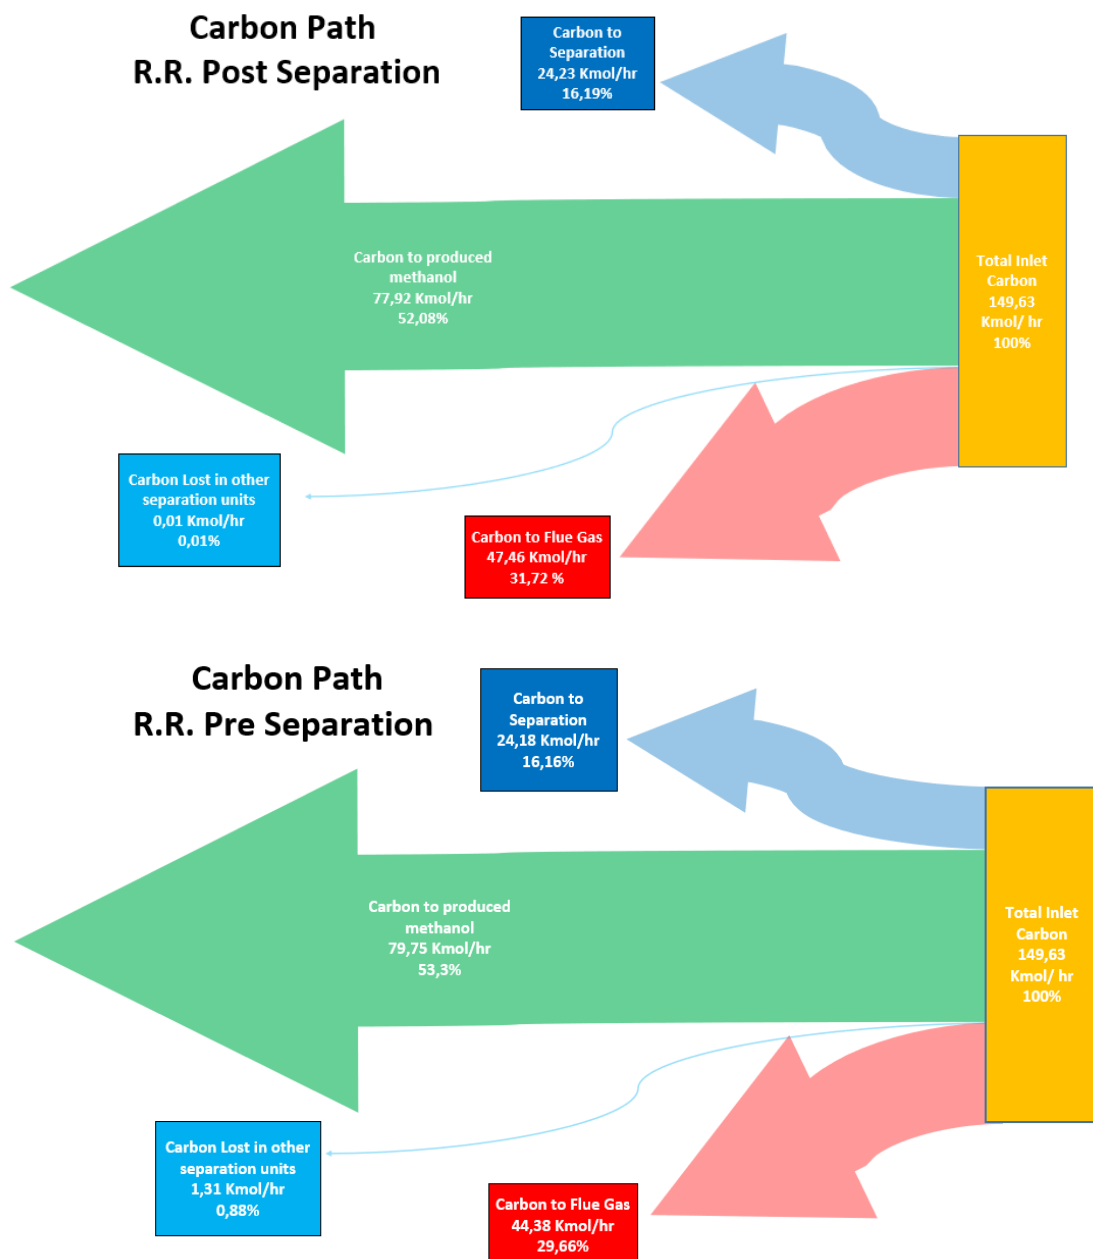 Carbon Path
R.R. Post Separation
Carbon to
Separation
24,23 Kmol/hr
16,19%
Carbon to produced
methanol
77,92 Kmol/hr
52,08%
Total Inlet
Carbon
149,63
Kmol/ hr
100%
Carbon Lost in other
separation units
0,01 Kmol/hr
0,01%
Carbon to Flue Gas
47,46 Kmol/hr
31,72 %
Carbon Path
R.R. Pre Separation
Carbon to
Separation
24,18 Kmol/hr
16,16%
Carbon to produced
methanol
79,75 Kmol/hr
53,3%
Total Inlet
Carbon
149,63
Kmol/ hr
100%
Carbon Lost in other
separation units
1,31 Kmol/hr
0,88%
Carbon to Flue Gas
44,38 Kmol/hr
29,66%